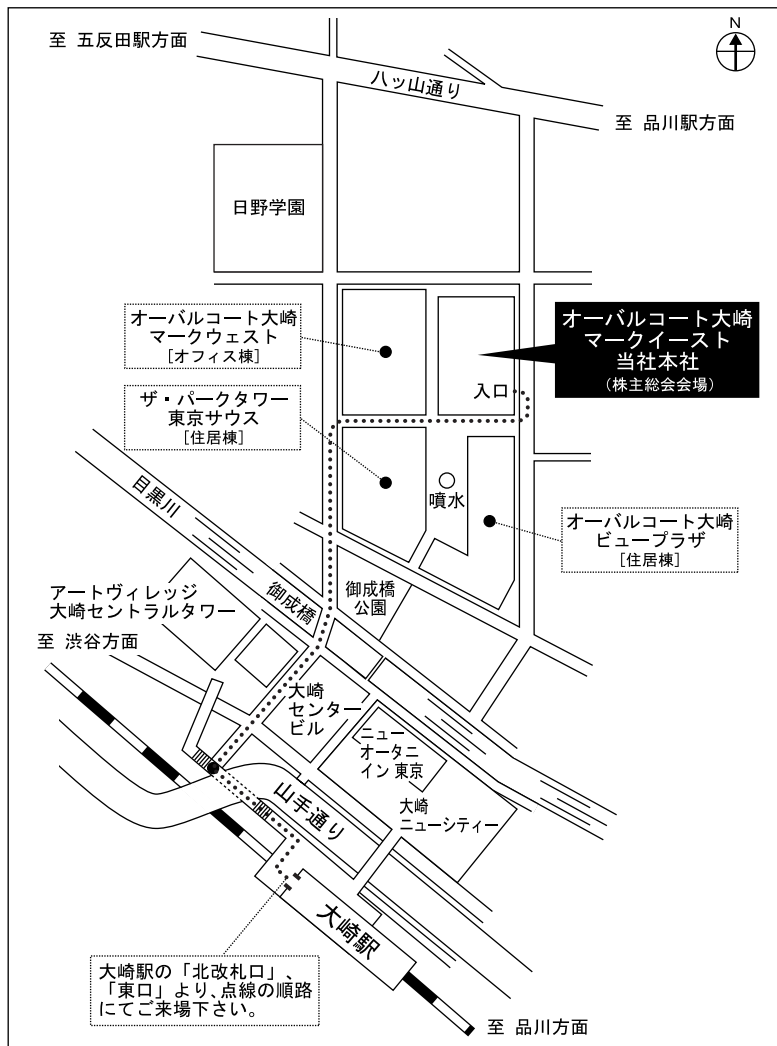 N
至 五反田駅方面
八ッ山通り
至 品川駅方面
日野学園
オーバルコート大崎
マークウェスト
[オフィス棟]
オーバルコート大崎
マークイースト
当社本社
(株主総会会場)
入口
ザ・パークタワー
東京サウス
[住居棟]
噴水
目黒川
オーバルコート大崎
ビュープラザ
[住居棟]
アートヴィレッジ
大崎セントラルタワー
御成橋
御成橋
公園
至 渋谷方面
大崎
センター
ビル
ニュー
オータニ
イン 東京
山手通り
大崎
ニューシティー
大崎駅
大崎駅の「北改札口」、
「東口」より、点線の順路
にてご来場下さい。
至 品川方面